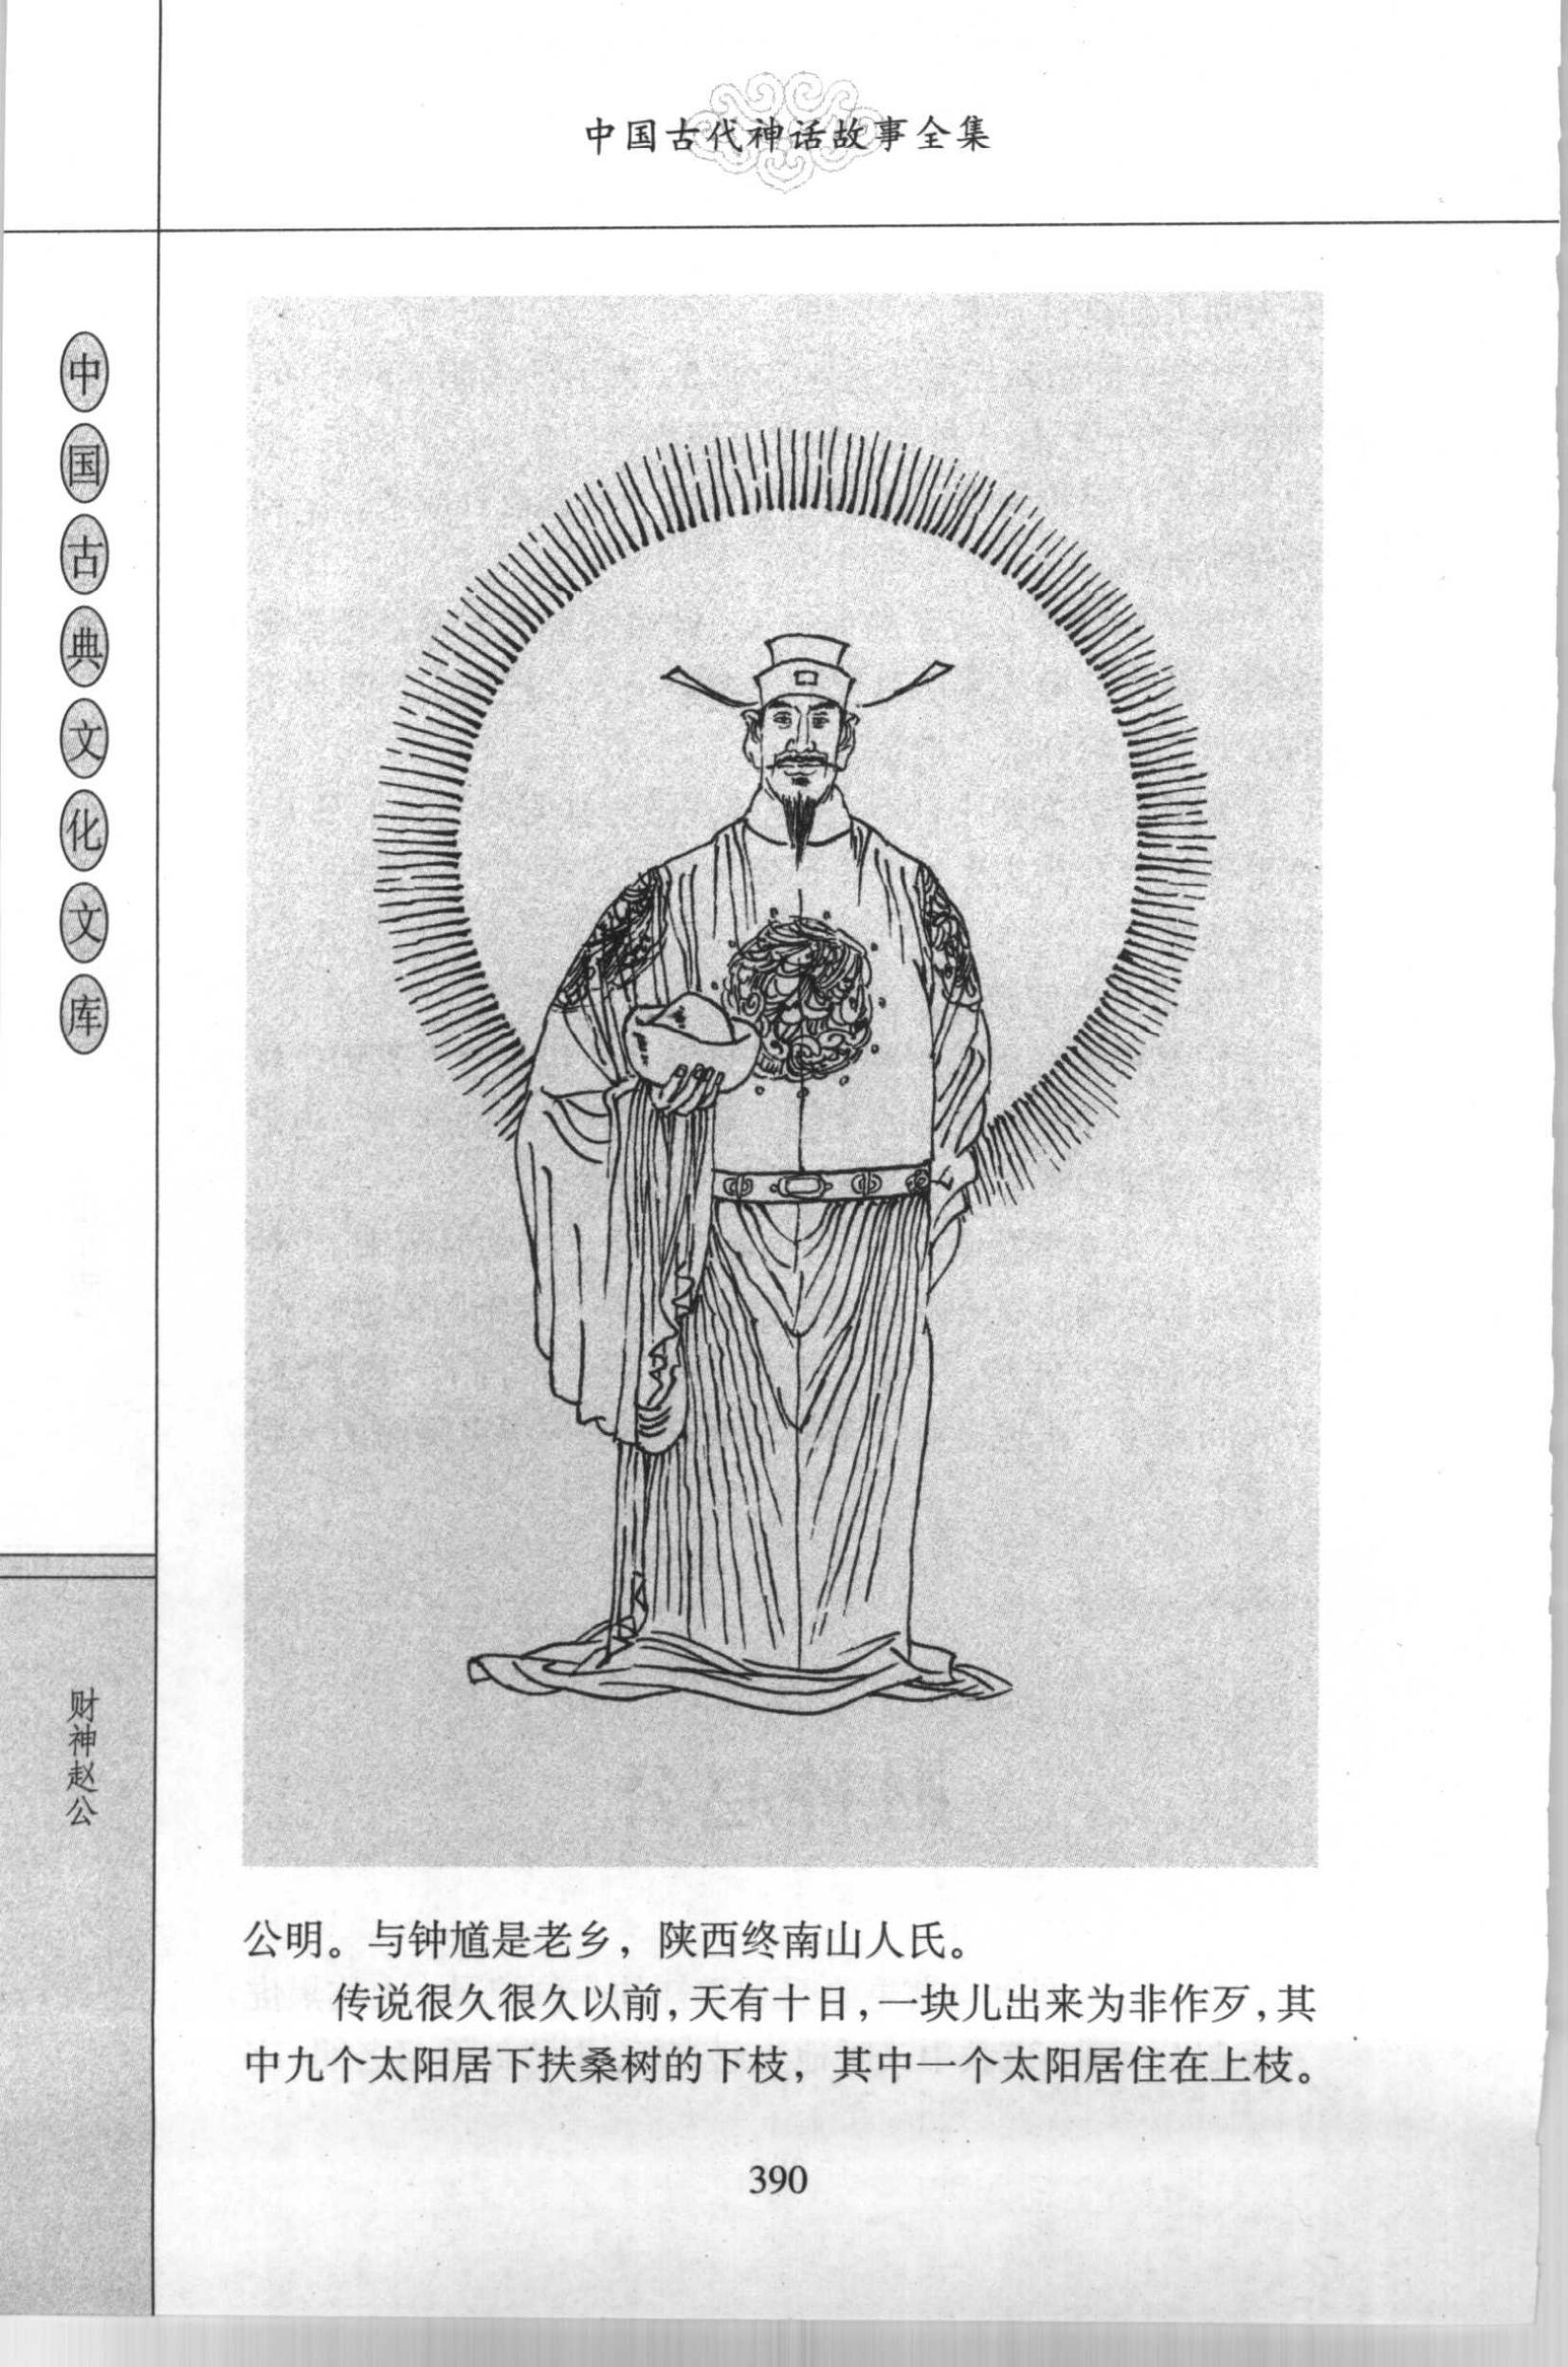 中国古代神话故事全集
中国古典文化文库
财神赵公
公明。与钟馗是老乡，陕西终南山人氏。
传说很久很久以前，天有十日，一块儿出来为非作歹，其
中九个太阳居下扶桑树的下枝，其中一个太阳居住在上枝。
390